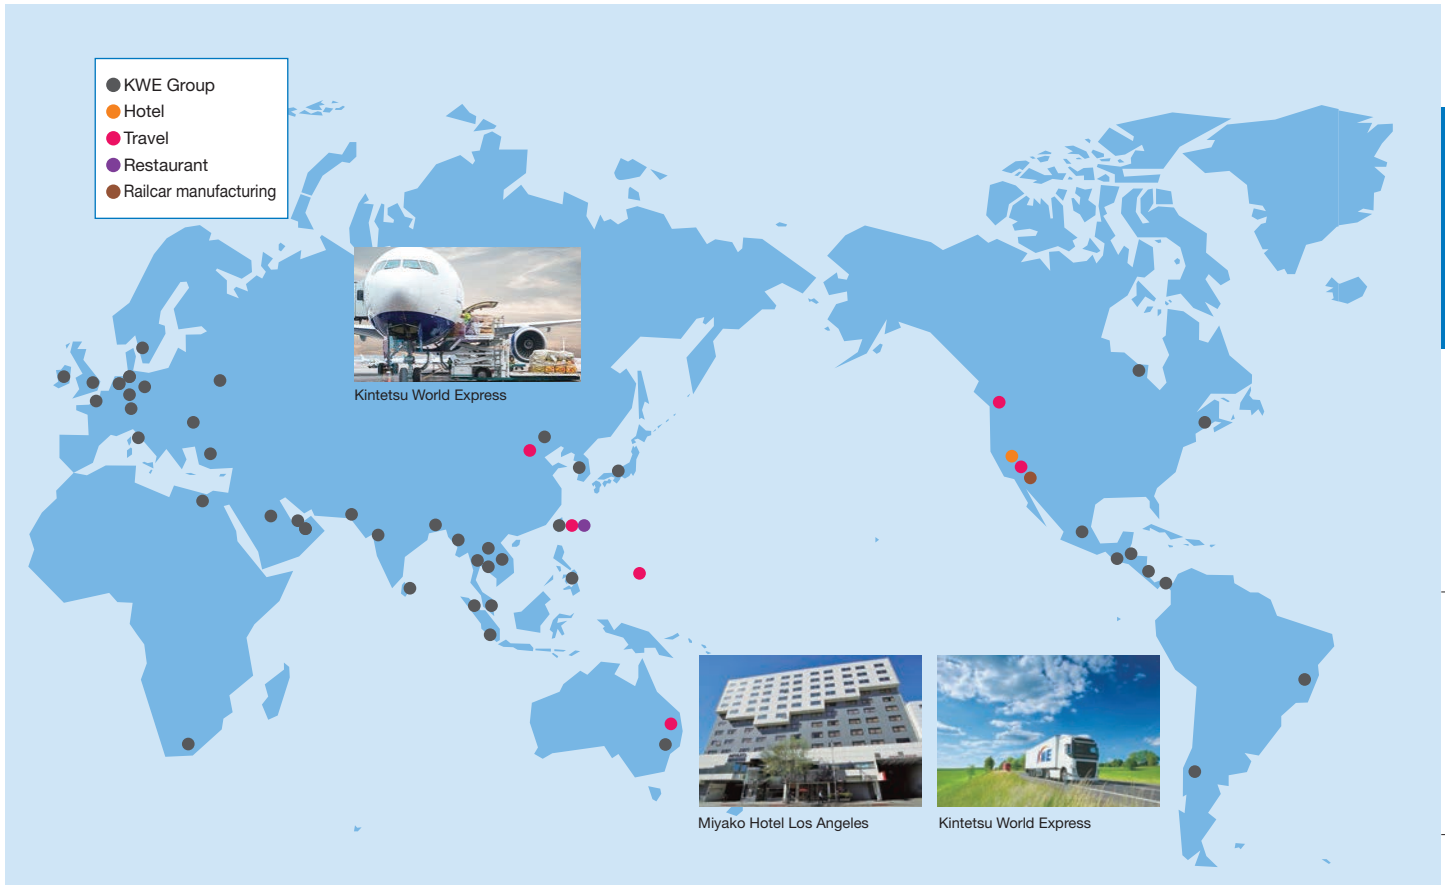 KWE Group
Hotel
Travel
Restaurant
Railcar manufacturing
Kintetsu World Express
Miyako Hotel Los Angeles
Kintetsu World Express